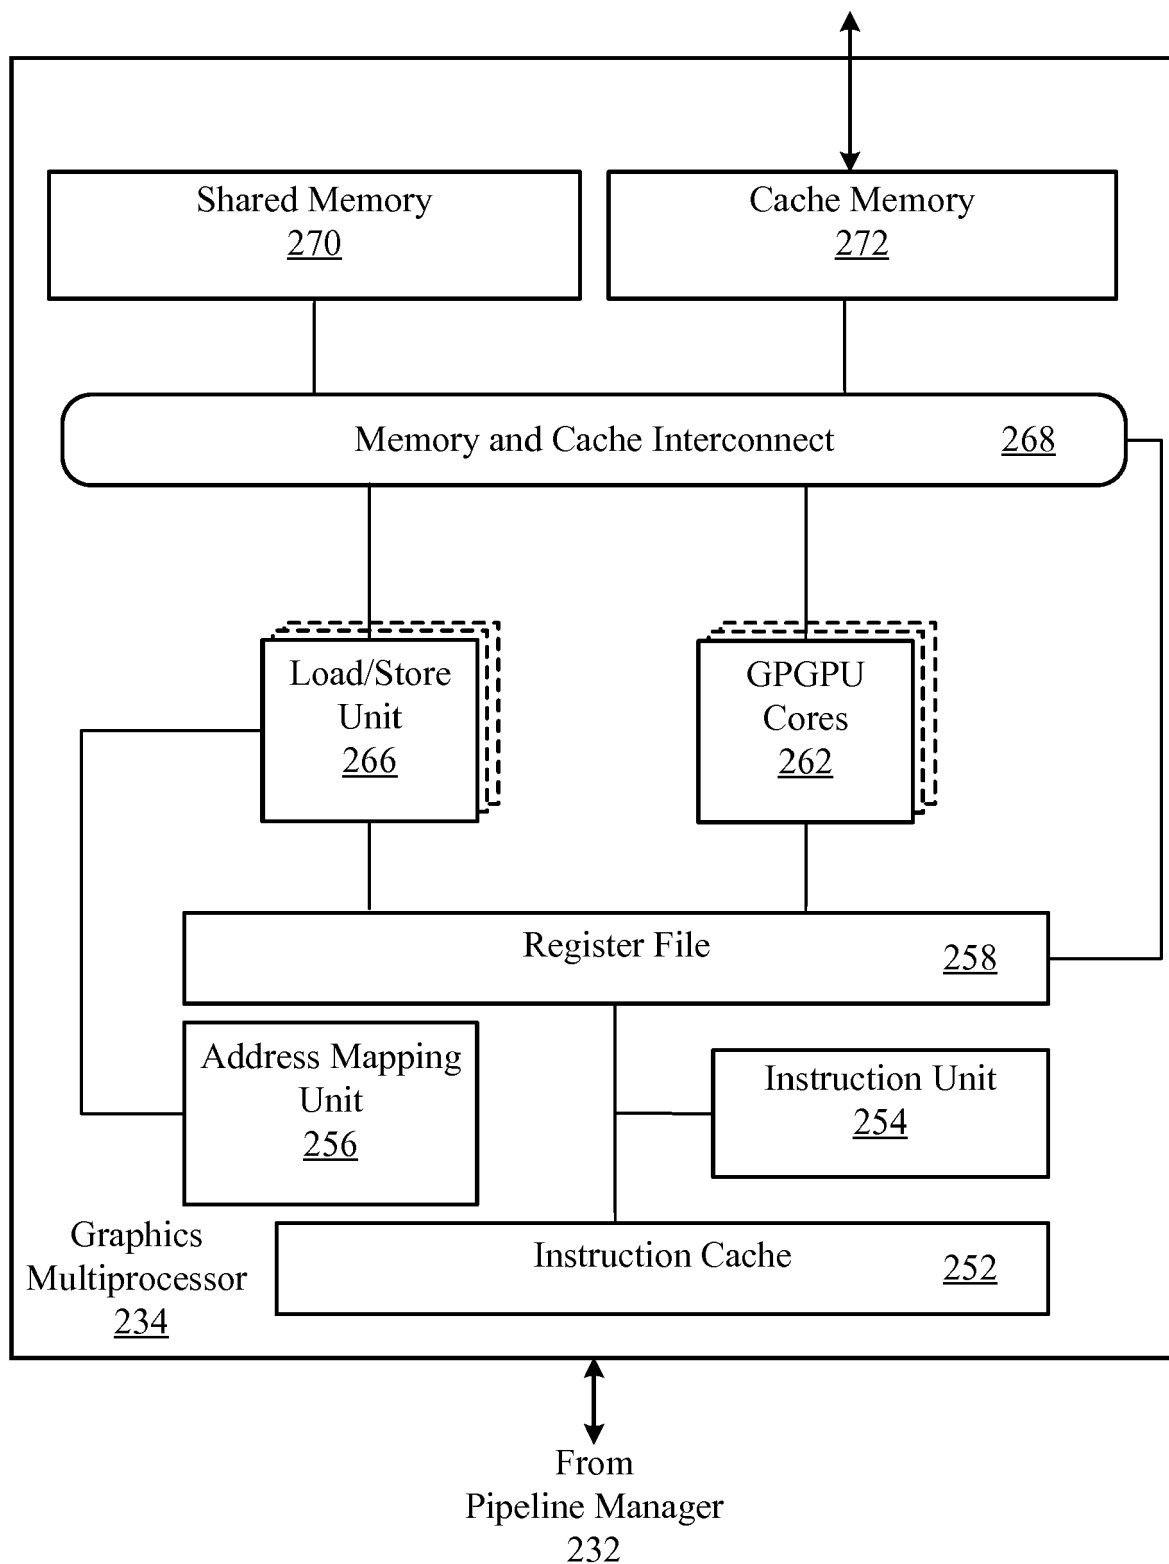 Shared Memory
270
Cache Memory
272
Memory and Cache Interconnect 268
Load/Store
Unit
266
GPGPU
Cores
262
Register File 258
Address Mapping
Unit
256
Instruction Unit
254
Graphics
Multiprocessor
234
Instruction Cache 252
From
Pipeline Manager
232